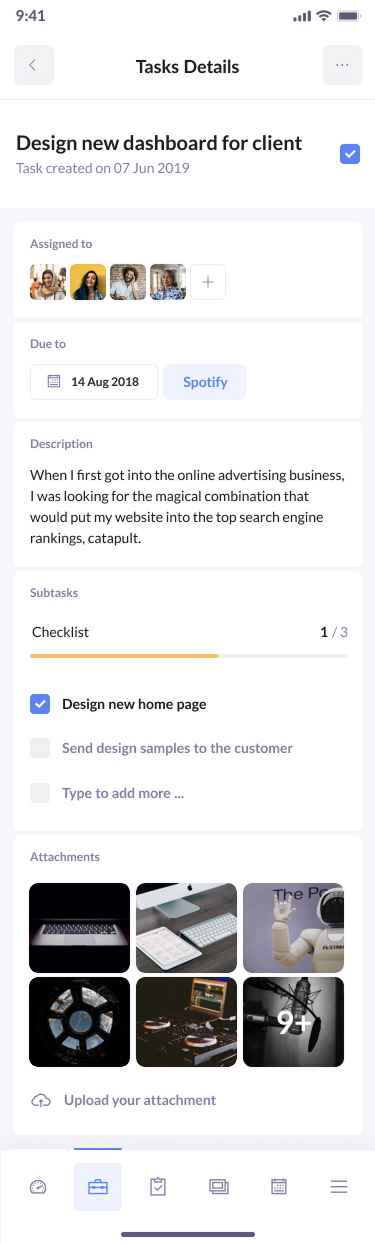 9:41
Tasks Details
Design new dashboard for client
Task created on 07 Jun 2019
Assigned to
Due to
14 Aug 2018
Spotify
Description
When I first got into the online advertising business,
I was looking for the magical combination that
would put my website into the top search engine
rankings, catapult.
Subtasks
Checklist
1 / 3
Design new home page
Send design samples to the customer
Type to add more ...
Attachments
The Po
9+
Upload your attachment